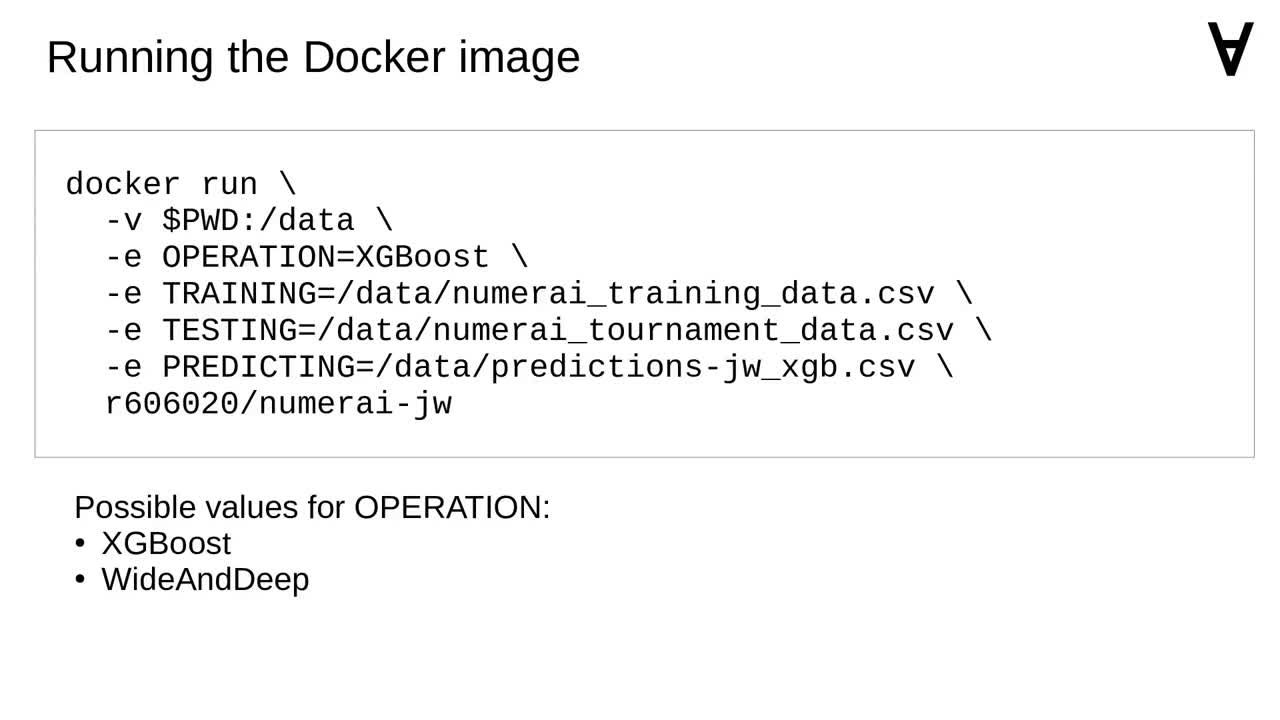 Running the Docker image
docker run \
-v $PWD:/data \
-e OPERATION=XGBoost \
-e TRAINING=/data/numerai_training_data.csv \
-e TESTING=/data/numerai_tournament_data.csv \
-e PREDICTING=/data/predictions-jw_xgb.csv \
r606020/numerai-jw
Possible values for OPERATION:
• XGBoost
• WideAndDeep